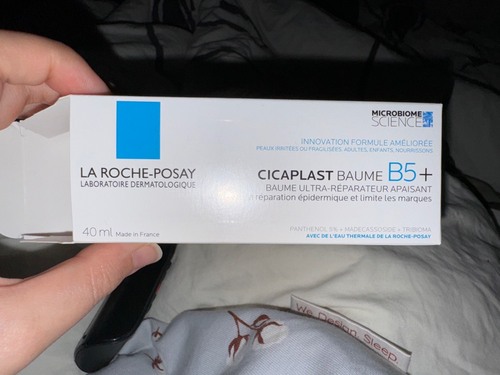 MICROBIOME
SCIENCE
INNOVATION FORMULE AMÉLIORÉE
PEAUX IRRITÉES OU FRAGILISÉES, ADULTES, ENFANTS, NOURRISSONS
LA ROCHE-POSAY
LABORATOIRE DERMATOLOGIQUE
CICAPLAST BAUME B5+
BAUME ULTRA-RÉPARATEUR APAISANT
réparation épidermique et limite les marques
40 ml Made in France
PANTHENOL 5% + MADECASSOSIDE + TRIBIOMA
AVEC DE L'EAU THERMALE DE LA ROCHE-POSAY
We Design Sleep.